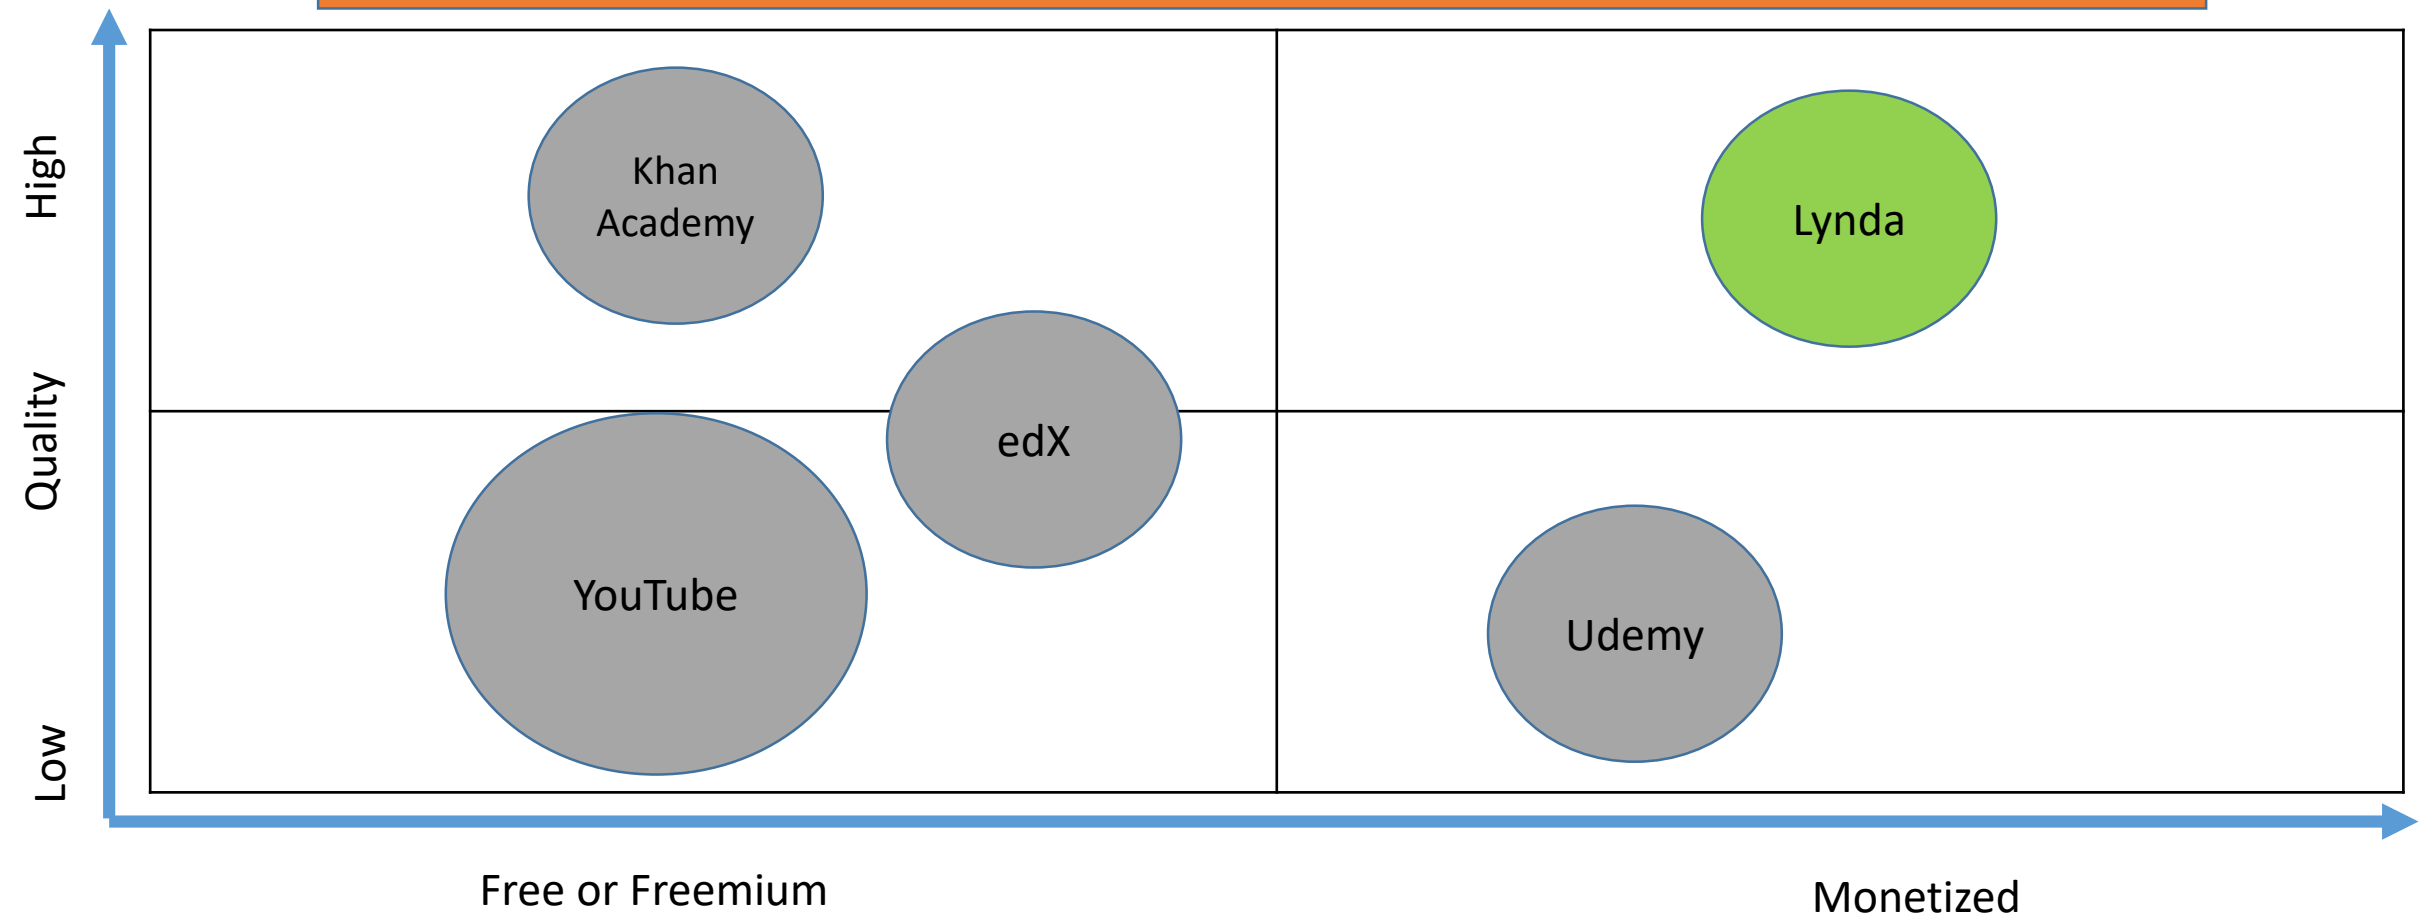 High
Quality
Low
Khan
Academy
Lynda
edX
YouTube
Udemy
Free or Freemium
Monetized